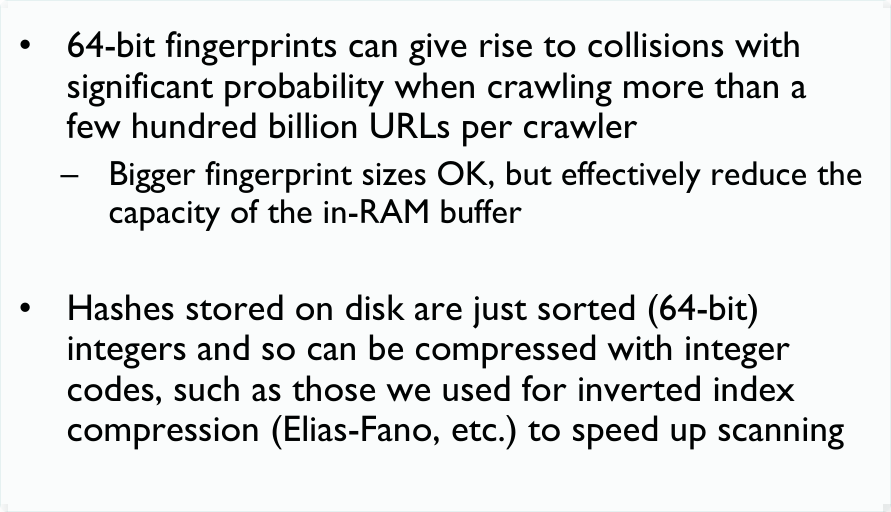 • 64-bit fingerprints can give rise to collisions with
significant probability when crawling more than a
few hundred billion URLs per crawler
– Bigger fingerprint sizes OK, but effectively reduce the
capacity of the in-RAM buffer
• Hashes stored on disk are just sorted (64-bit)
integers and so can be compressed with integer
codes, such as those we used for inverted index
compression (Elias-Fano, etc.) to speed up scanning